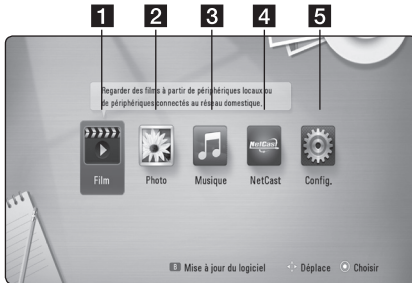 1 2 3 4 5
Regarder des films à partir de périphériques locaux ou
de périphériques connectés au réseau domestique.
NetCast
Film Photo Musique NetCast Config.
B Mise à jour du logiciel Déplace Choisir